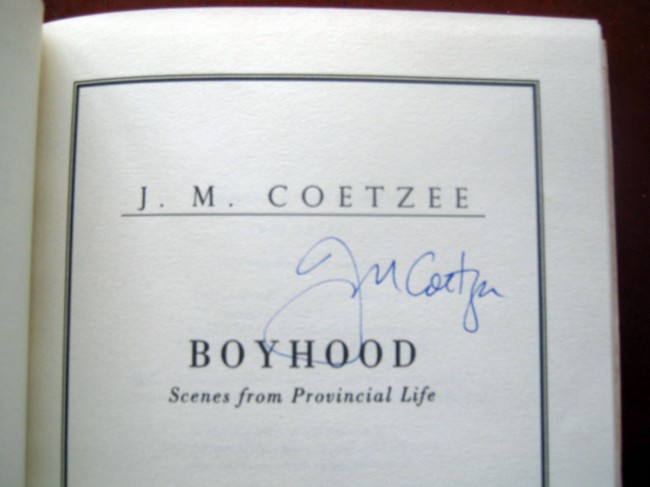 J. M. COETZEE
JM Coetzee
BOYHOOD
Scenes from Provincial Life